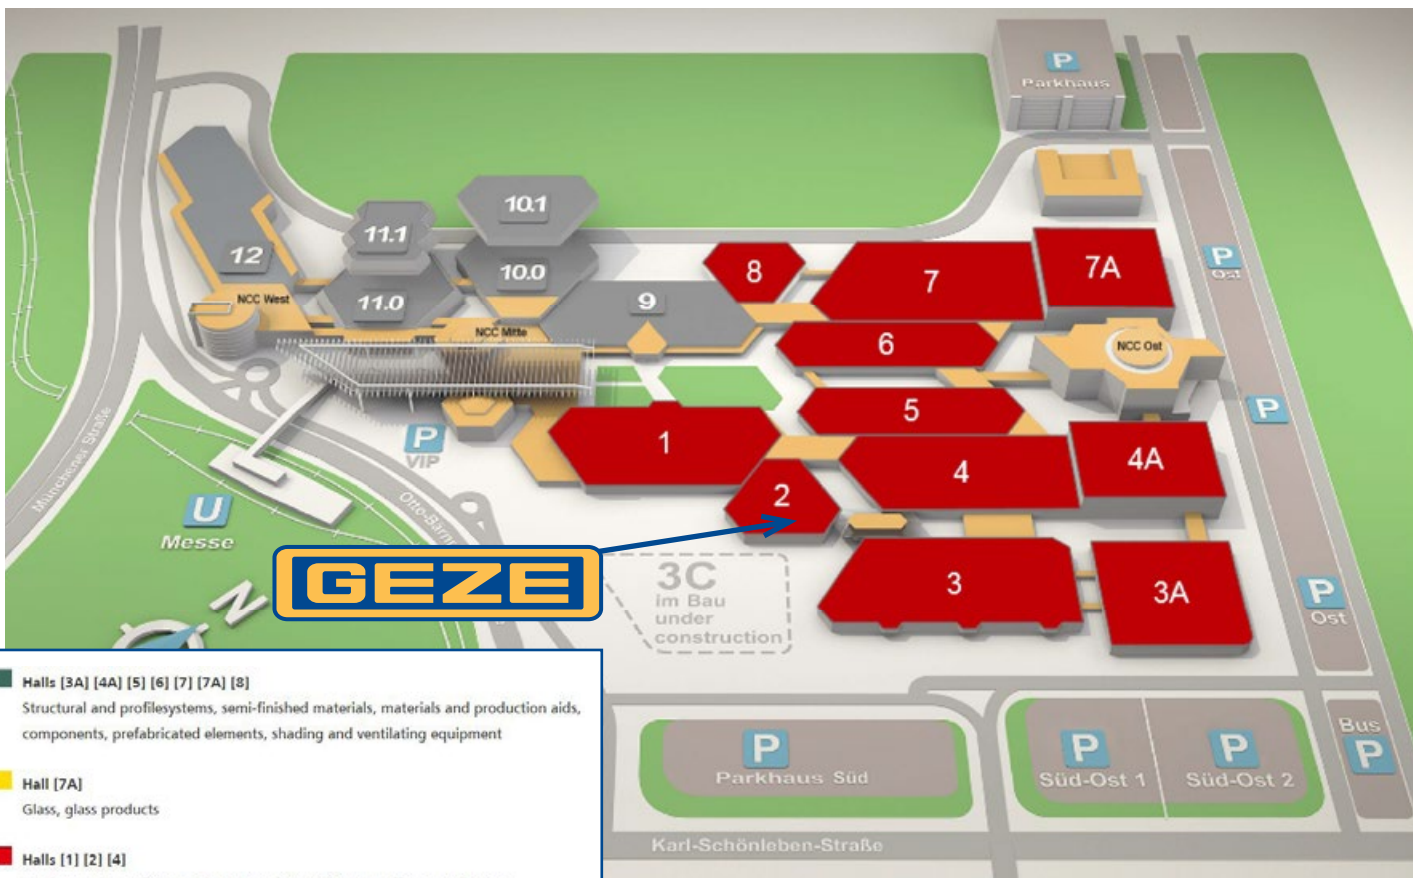 P
Parkhaus
10.1
11.1
12
10.0
8
7
7A
P
Ost
NCC West
11.0
9
NCC Mitte
6
NCC Ost
5
P
1
P
VIP
4
4A
2
Münchener Straße
U
Messe
GEZE
3C
im Bau
under
construction
3
3A
P
Ost
N
Halls [3A] [4A] [5] [6] [7] [7A] [8]
Structural and profilesystems, semi-finished materials, materials and production aids,
components, prefabricated elements, shading and ventilating equipment
Hall [7A]
Glass, glass products
Halls [1] [2] [4]
P
Parkhaus Süd
P
Süd-Ost 1
P
Süd-Ost 2
Bus
P
Karl-Schönleben-Straße